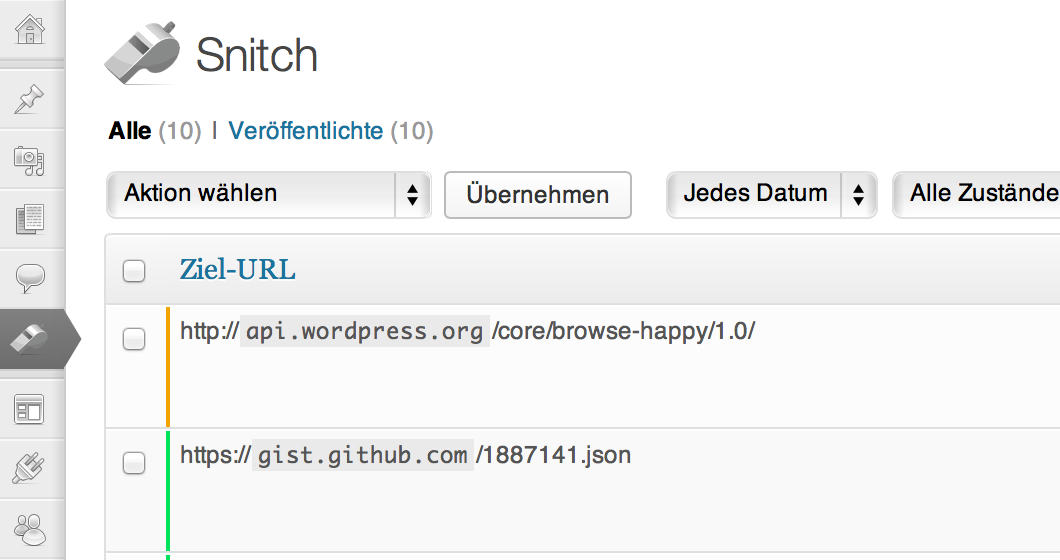 Snitch
Alle (10) | Veröffentlichte (10)
Aktion wählen Übernehmen Jedes Datum Alle Zustände
Ziel-URL
http://api.wordpress.org/core/browse-happy/1.0/
https://gist.github.com/1887141.json